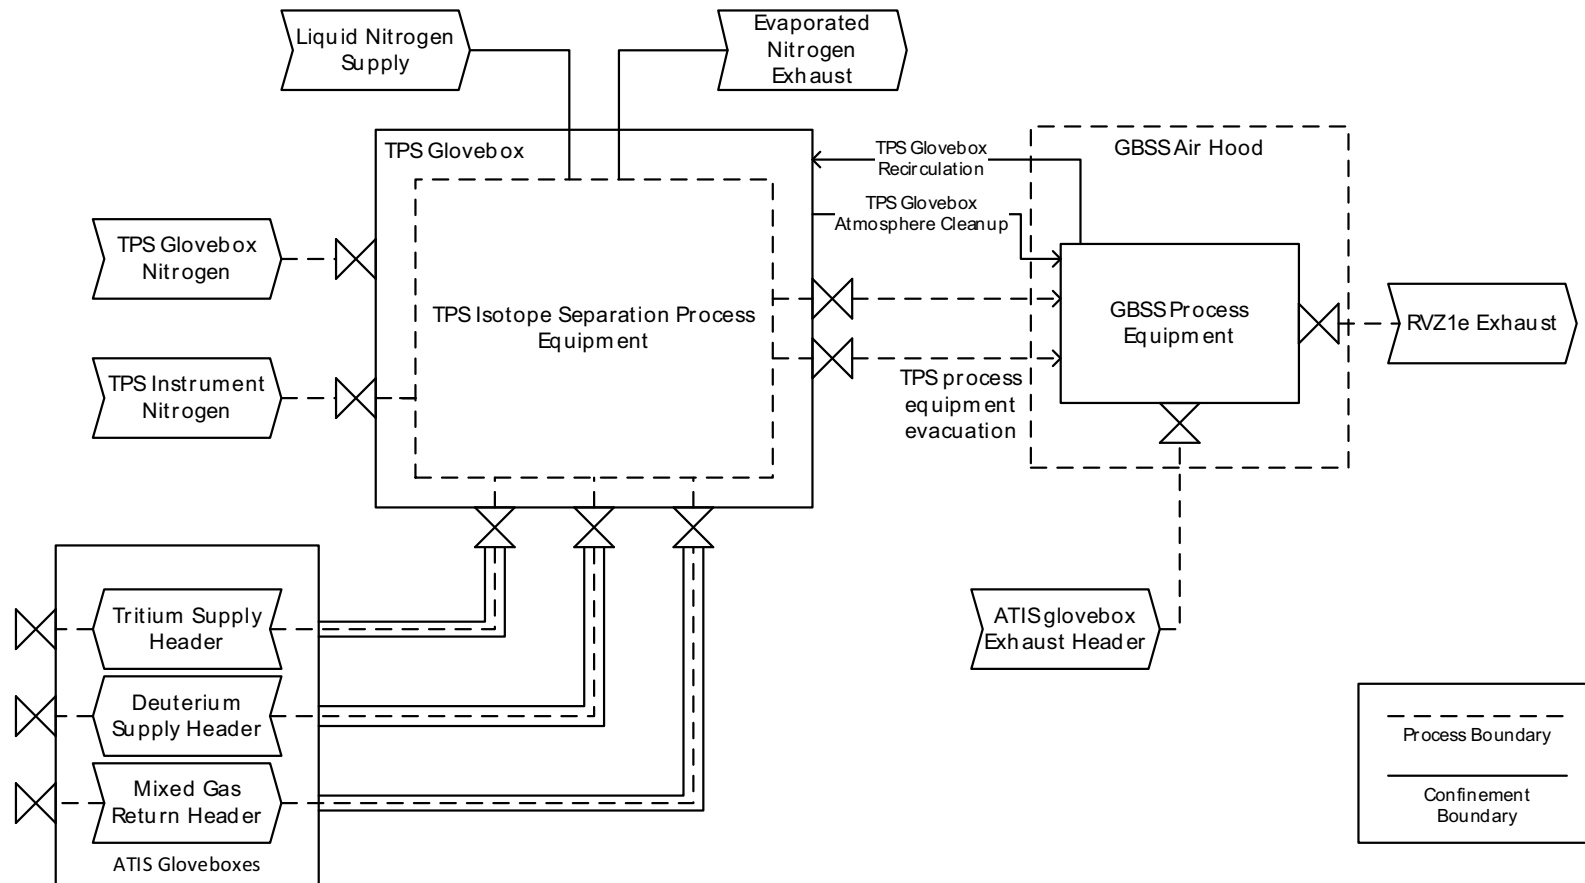 Liquid Nitrogen
Supply
Evaporated
Nitrogen
Exhaust
TPS Glovebox
TPS Glovebox
Recirculation
GBSS Air Hood
TPS Glovebox
Atmosphere Cleanup
TPS Glovebox
Nitrogen
TPS Isotope Separation Process
Equipment
GBSS Process
Equipment
RVZ1e Exhaust
TPS Instrument
Nitrogen
TPS process
equipment
evacuation
Tritium Supply
Header
Deuterium
Supply Header
Mixed Gas
Return Header
ATIS Gloveboxes
ATIS glovebox
Exhaust Header
Process Boundary
Confinement
Boundary